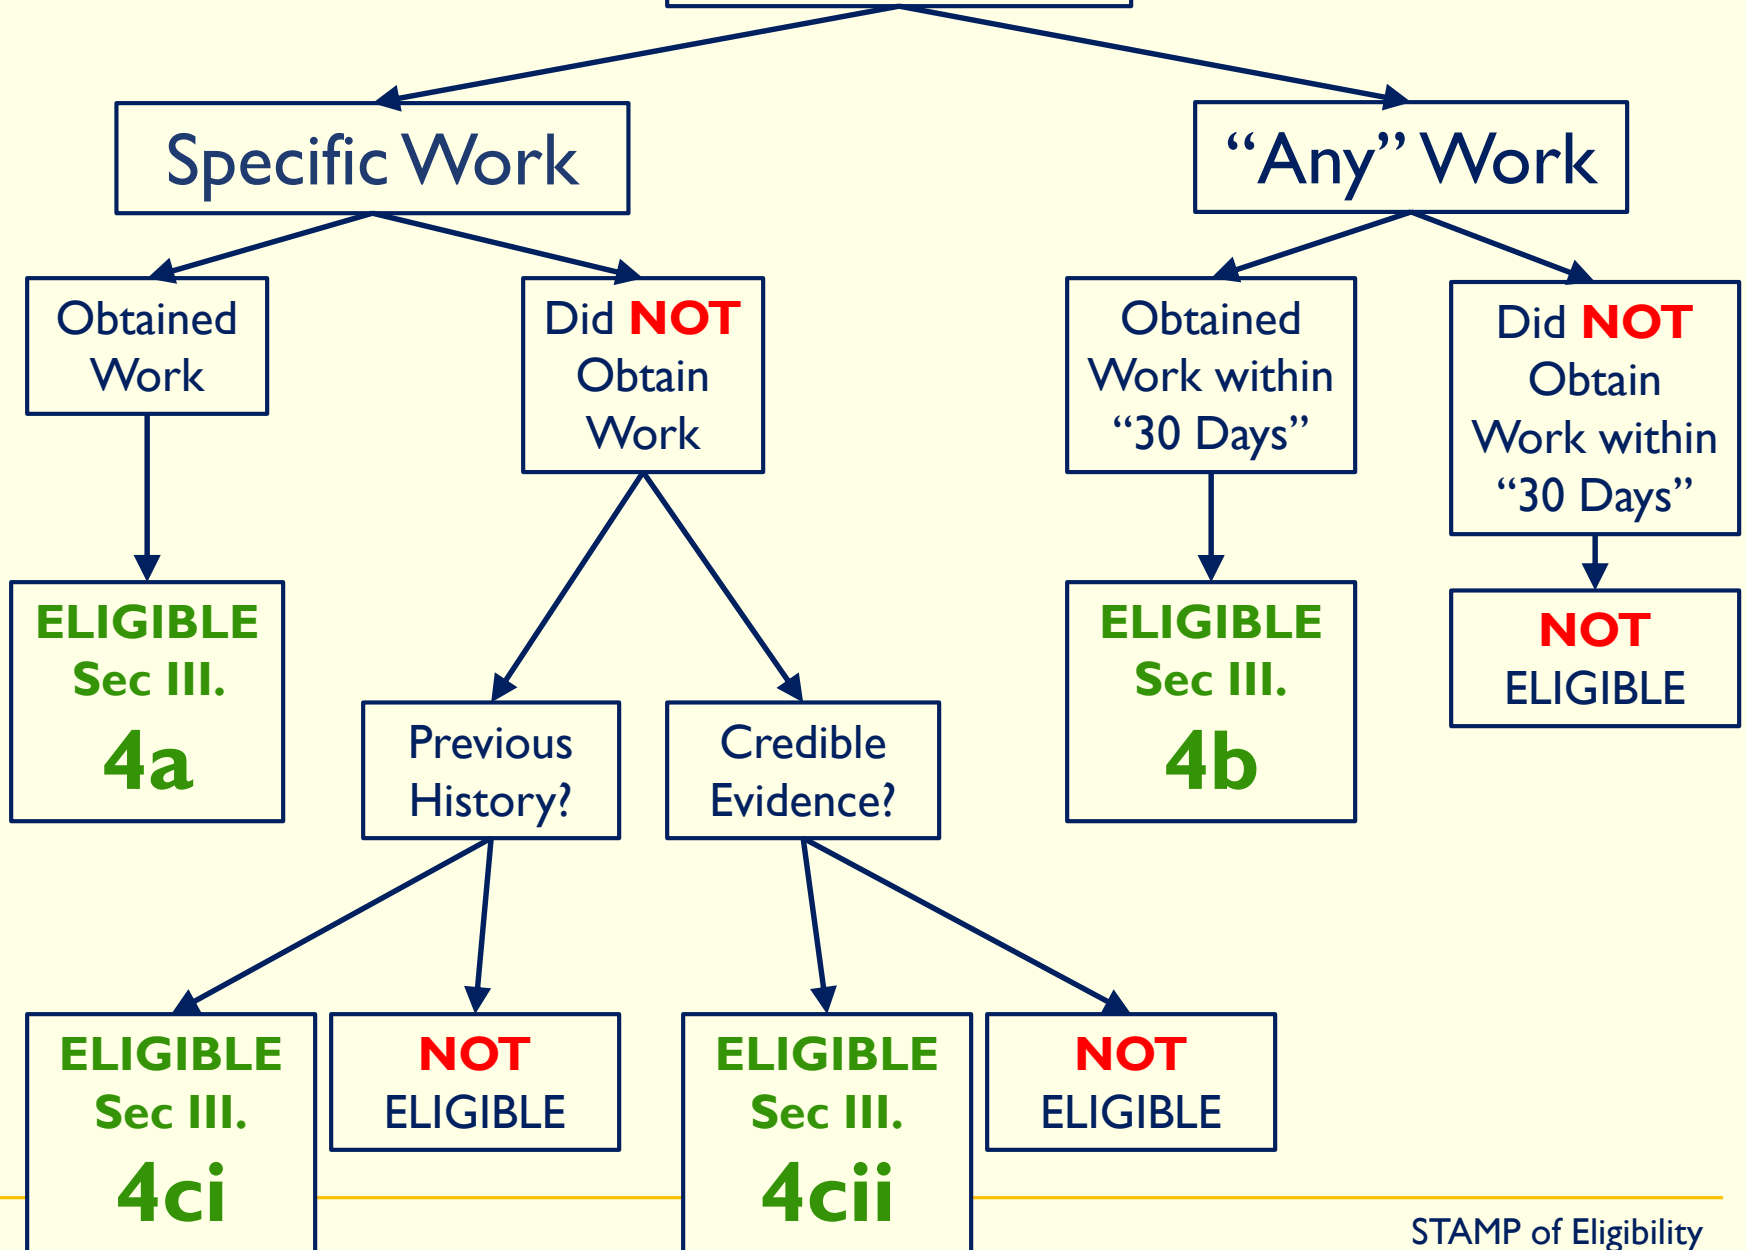 Specific Work
“Any” Work
Obtained
Work
Did NOT
Obtain
Work
Obtained
Work within
“30 Days”
Did NOT
Obtain
Work within
“30 Days”
ELIGIBLE
Sec III.
4a
Previous
History?
Credible
Evidence?
ELIGIBLE
Sec III.
4b
NOT
ELIGIBLE
ELIGIBLE
Sec III.
4ci
NOT
ELIGIBLE
ELIGIBLE
Sec III.
4cii
NOT
ELIGIBLE
STAMP of Eligibility